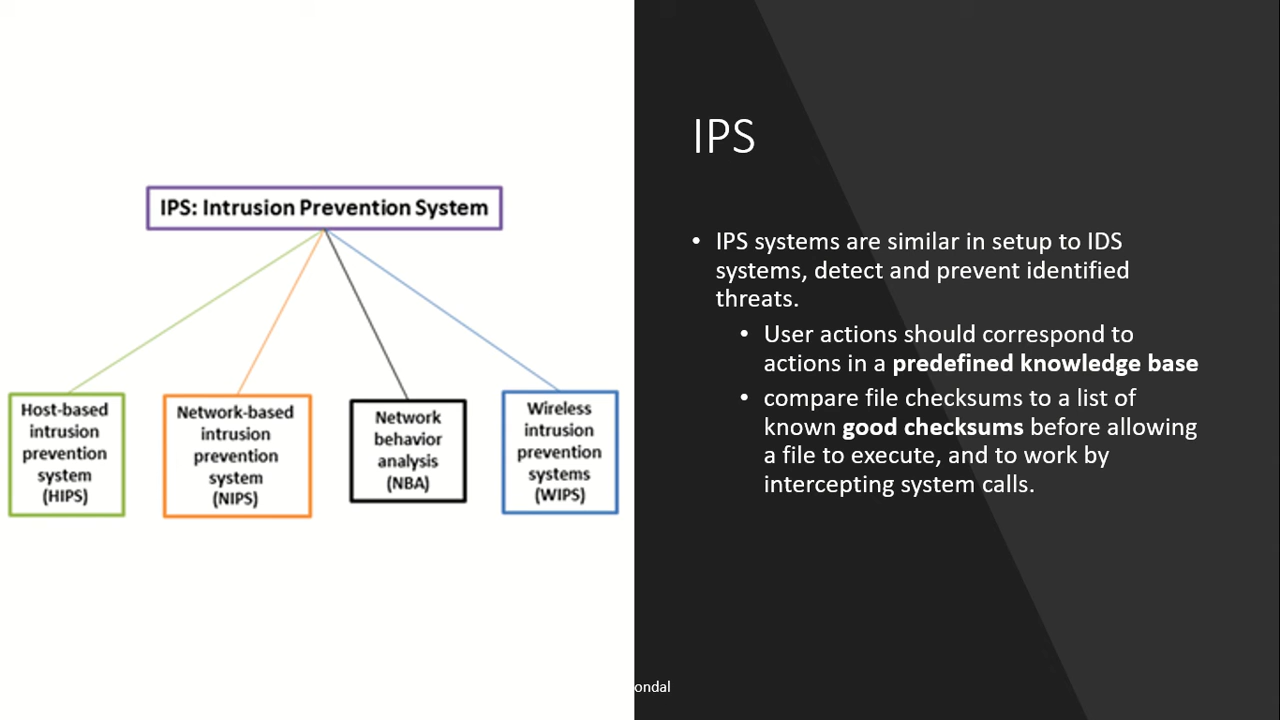 IPS: Intrusion Prevention System
Host-based
intrusion
prevention
system
(HIPS)
Network-based
intrusion
prevention
system
(NIPS)
Network
behavior
analysis
(NBA)
Wireless
intrusion
prevention
systems
(WIPS)
IPS
• IPS systems are similar in setup to IDS
systems, detect and prevent identified
threats.
• User actions should correspond to
actions in a predefined knowledge base
• compare file checksums to a list of
known good checksums before allowing
a file to execute, and to work by
intercepting system calls.
ondal